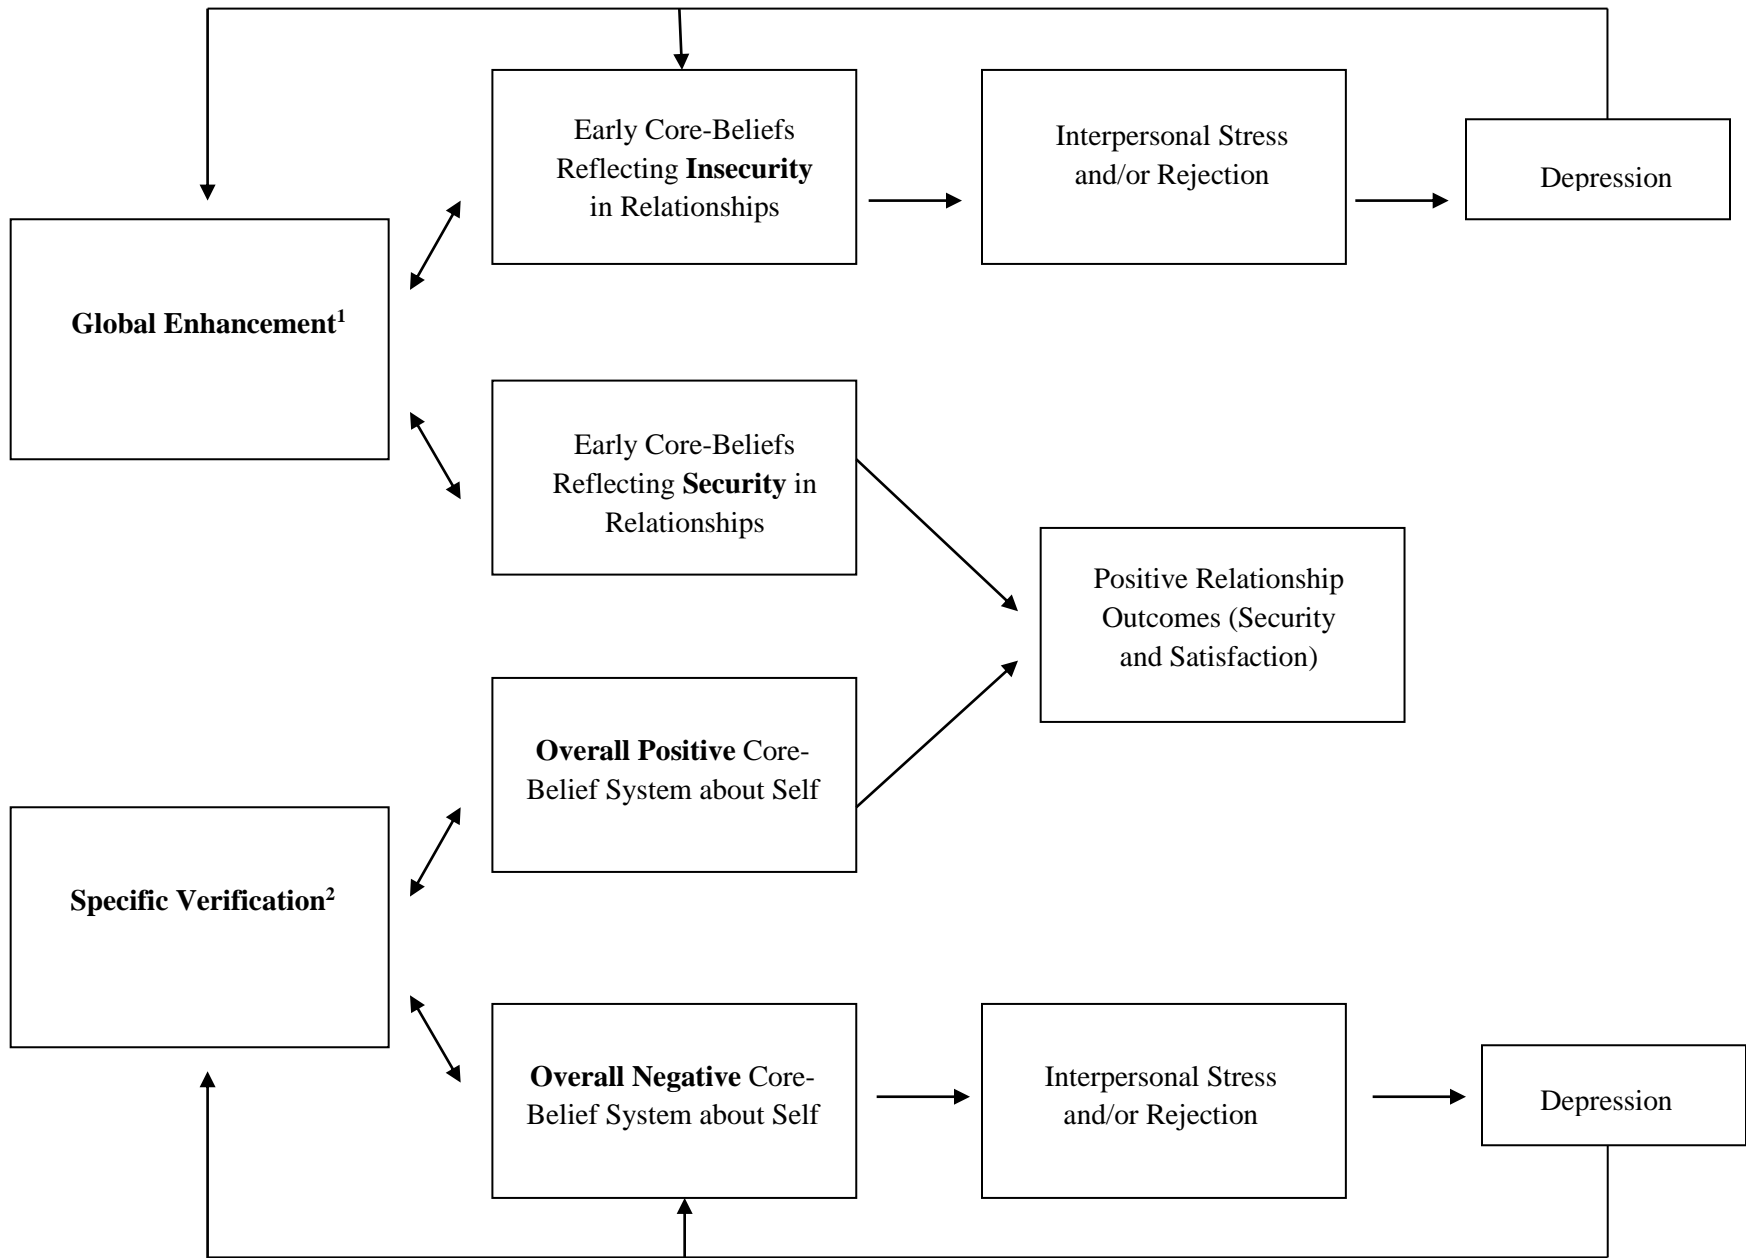 Early Core-Beliefs
Reflecting Insecurity
in Relationships
Interpersonal Stress
and/or Rejection
Depression
Global Enhancement¹
Early Core-Beliefs
Reflecting Security in
Relationships
Positive Relationship
Outcomes (Security
and Satisfaction)
Overall Positive Core-
Belief System about Self
Specific Verification²
Overall Negative Core-
Belief System about Self
Interpersonal Stress
and/or Rejection
Depression